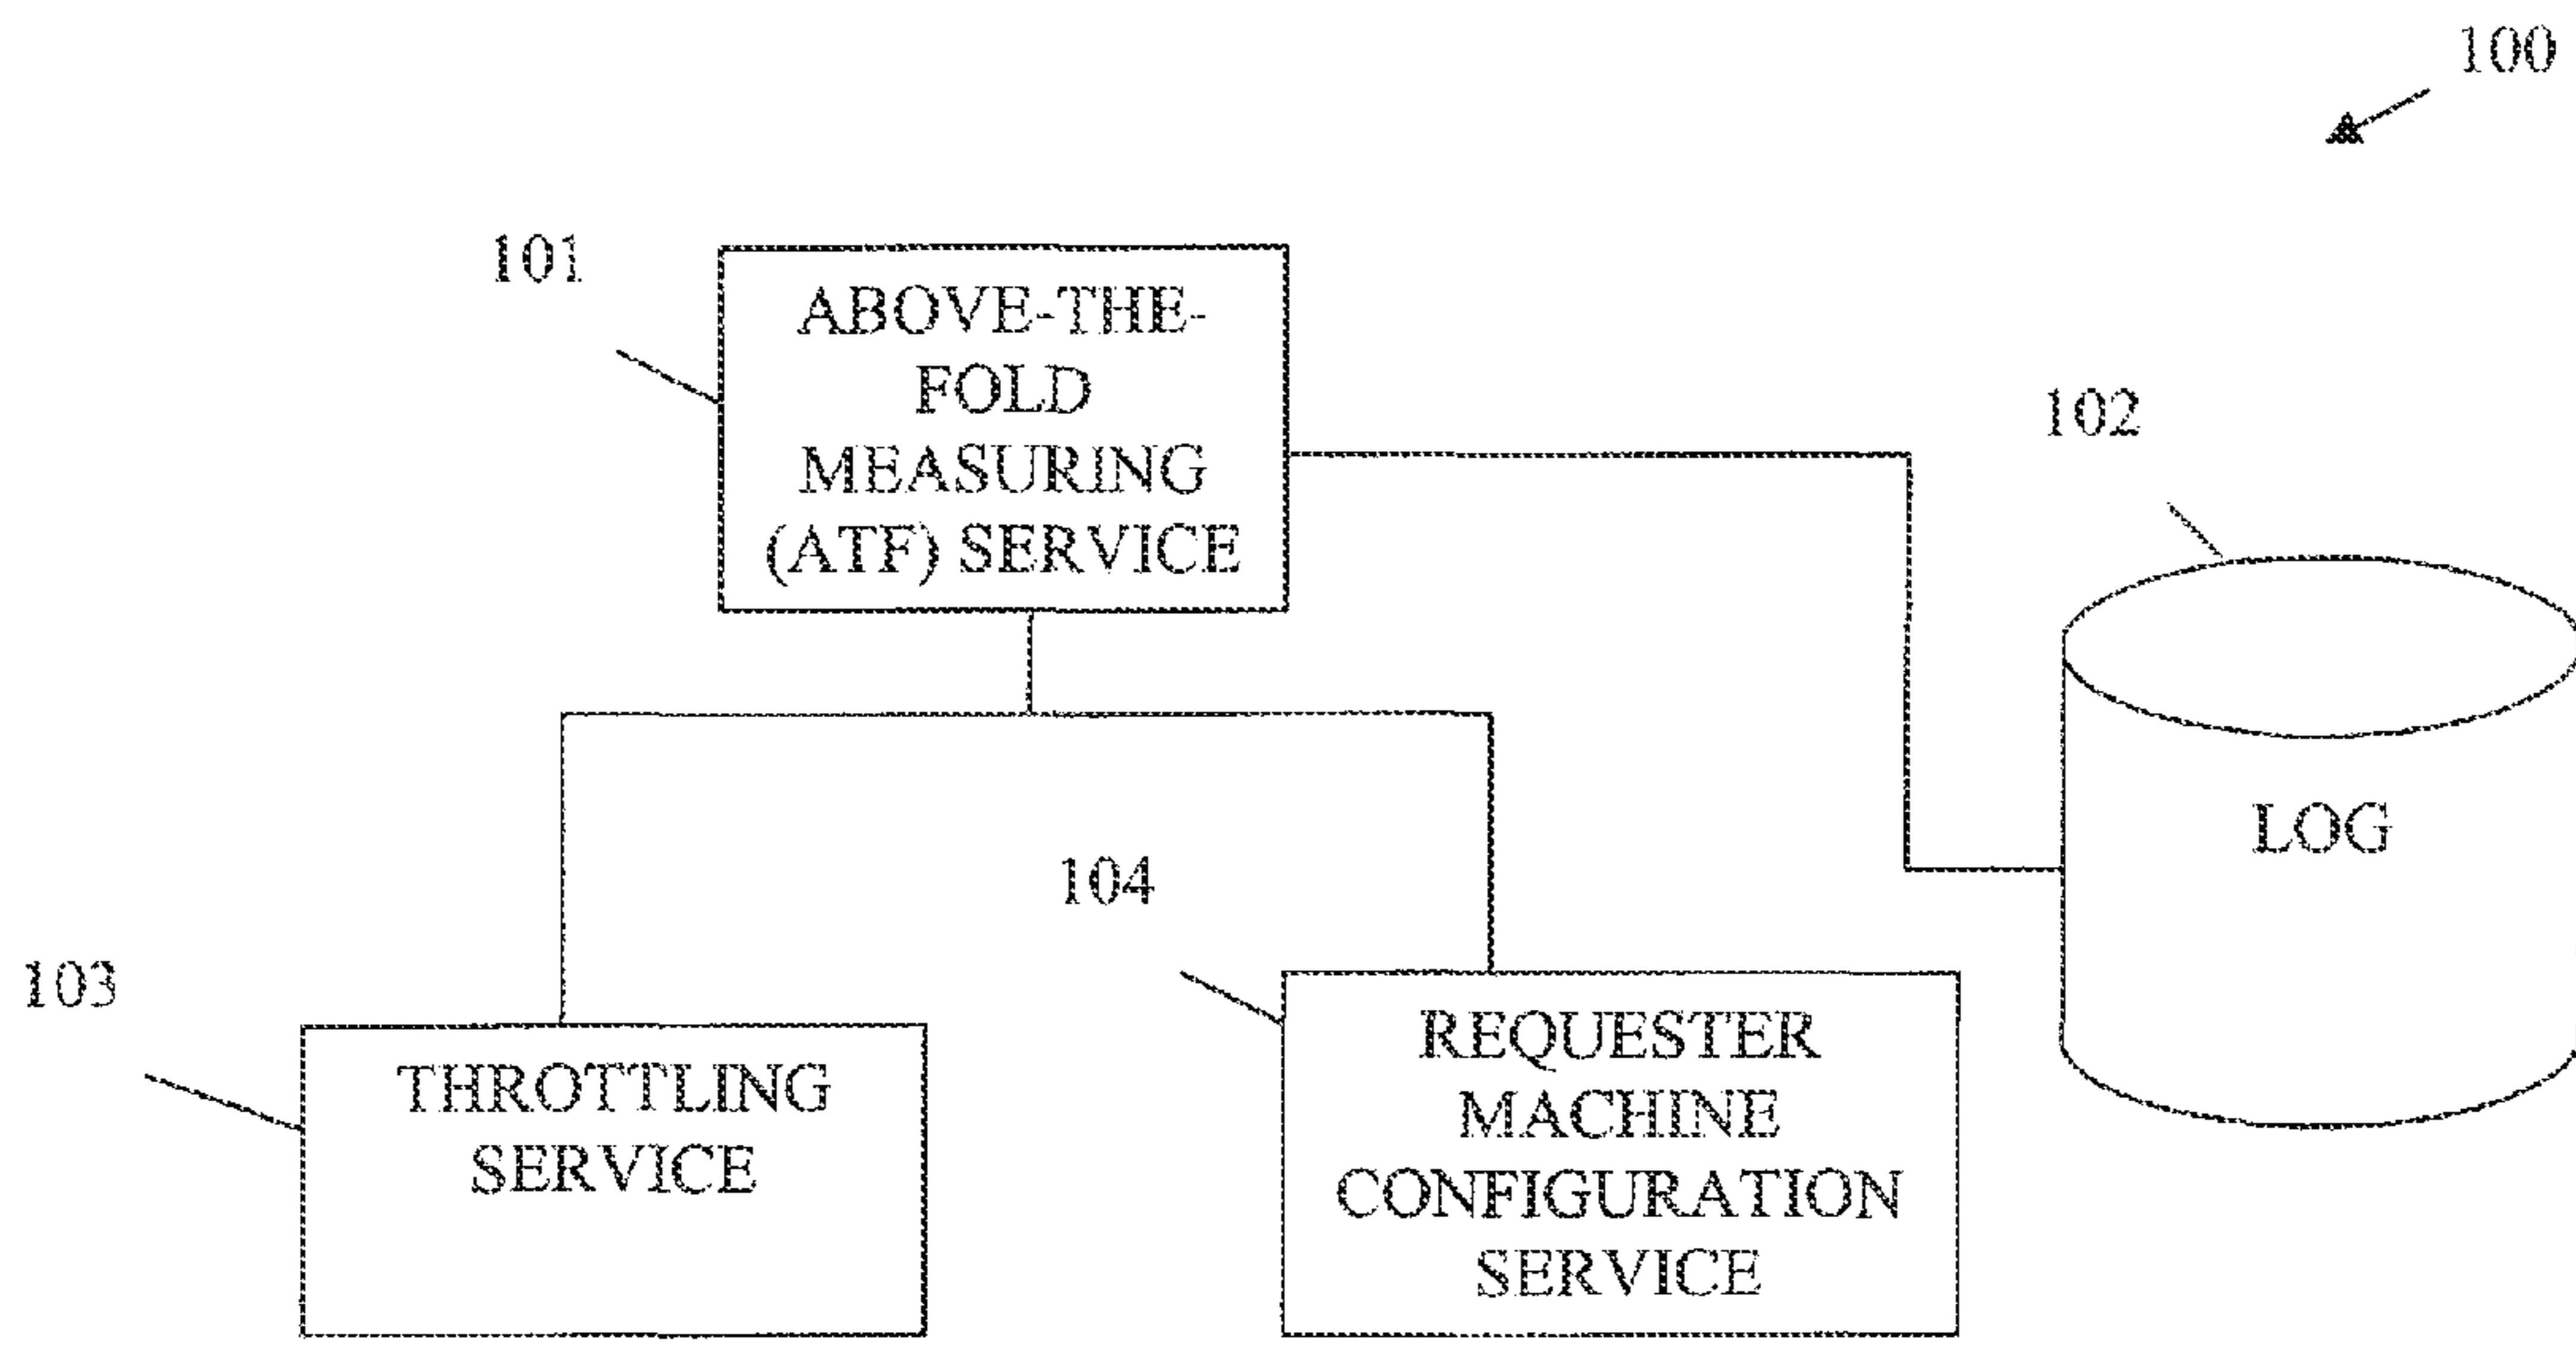 100
101
ABOVE-THE-
FOLD
MEASURING
(ATF) SERVICE
102
LOG
104
103
THROTTLING
SERVICE
REQUESTER
MACHINE
CONFIGURATION
SERVICE